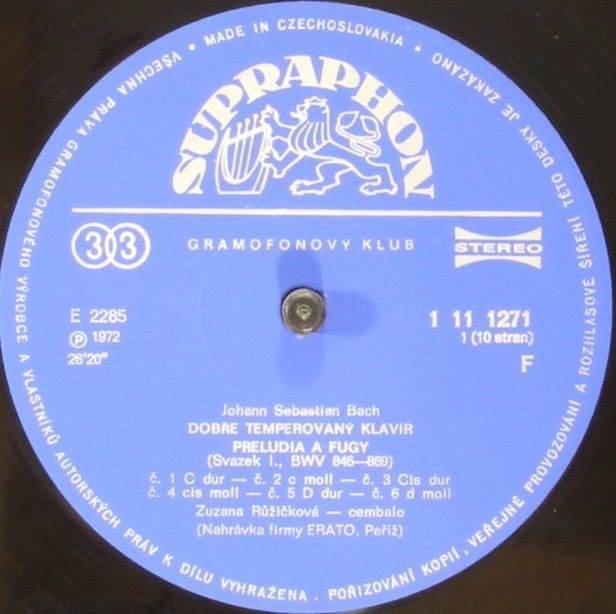 VŠECHNA PRÁVA GRAMOFONOVÉHO VÝROBCE A VLASTNÍKŮ AUTORSKÝCH PRÁV K DÍLU VYHRAŽENA. POŘIZOVÁNÍ KOPIÍ, VEŘEJNÉ PROVOZOVÁNÍ A ROZHLASOVÉ ŠÍŘENÍ TÉTO DESKY JE ZAKÁZÁNO • MADE IN CZECHOSLOVAKIA •
SUPRAPHON
33 GRAMOFONOVÝ KLUB STEREO
E 2285 1 11 1271
Ⓟ 1972 1 (10 stran)
26'20" F
Johann Sebastian Bach
DOBŘE TEMPEROVANÝ KLAVÍR
PRELUDIA A FUGY
(Svazek I., BWV 846—869)
č. 1 C dur — č. 2 c moll — č. 3 Cis dur
č. 4 cis moll — č. 5 D dur — č. 6 d moll
Zuzana Růžičková — cembalo
(Nahrávka firmy ERATO, Paříž)